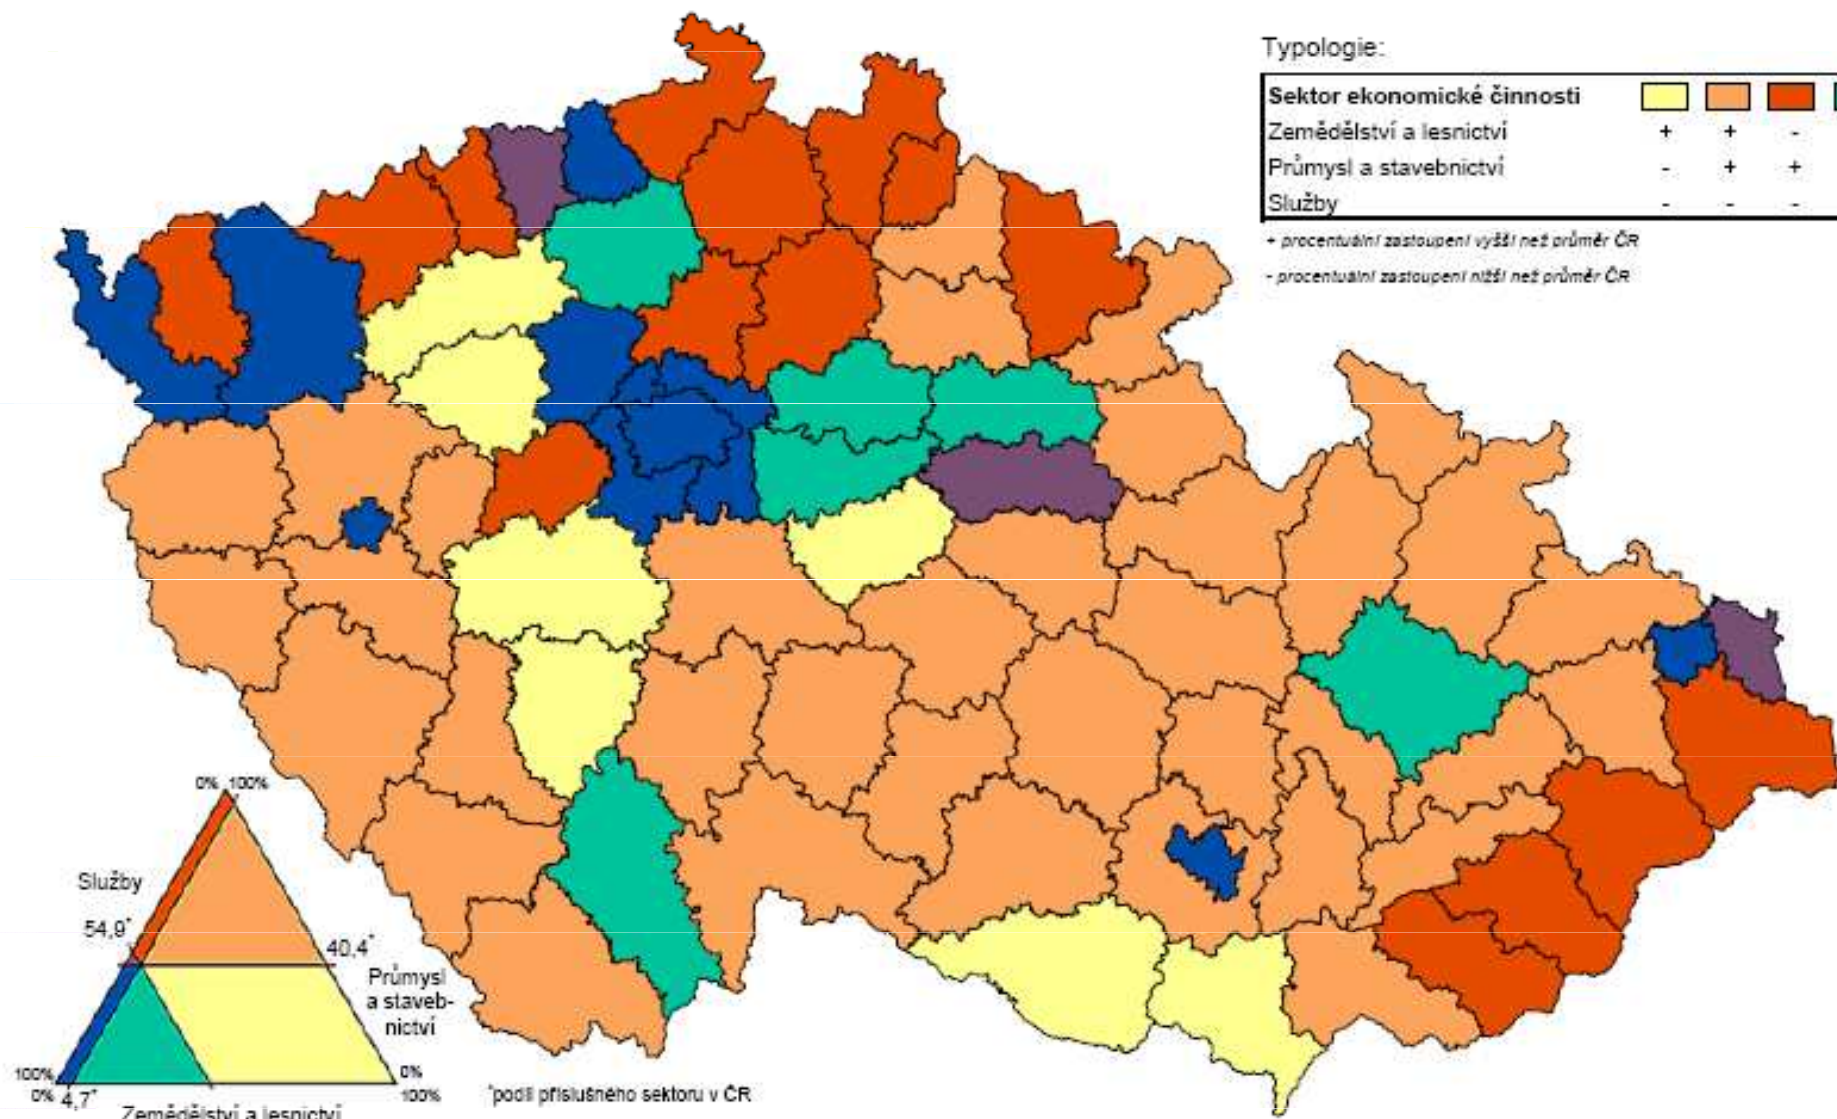 Typologie:
Sektor ekonomické činnosti
Zemědělství a lesnictví + + -
Průmysl a stavebnictví - + +
Služby - - -
+ procentuální zastoupení vyšší než průměr ČR
- procentuální zastoupení nižší než průměr ČR
0% 100%
Služby
54,9*
40,4*
Průmysl
a staveb-
nictví
100%
0%
4,7*
0%
100%
Zemědělství a lesnictví
*podíl příslušného sektoru v ČR